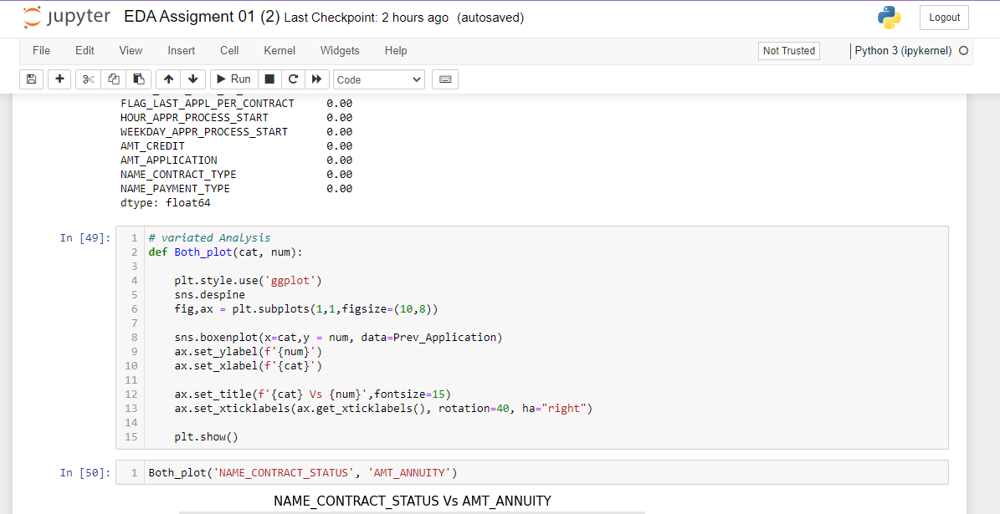 jupyter EDA Assigment 01 (2) Last Checkpoint: 2 hours ago (autosaved) Logout
File Edit View Insert Cell Kernel Widgets Help Not Trusted Python 3 (ipykernel)
Run Code
FLAG_LAST_APPL_PER_CONTRACT 0.00
HOUR_APPR_PROCESS_START 0.00
WEEKDAY_APPR_PROCESS_START 0.00
AMT_CREDIT 0.00
AMT_APPLICATION 0.00
NAME_CONTRACT_TYPE 0.00
NAME_PAYMENT_TYPE 0.00
dtype: float64
In [49]: 1 # variated Analysis
2 def Both_plot(cat, num):
3
4 plt.style.use('ggplot')
5 sns.despine
6 fig,ax = plt.subplots(1,1,figsize=(10,8))
7
8 sns.boxenplot(x=cat,y = num, data=Prev_Application)
9 ax.set_ylabel(f'{num}')
10 ax.set_xlabel(f'{cat}')
11
12 ax.set_title(f'{cat} Vs {num}',fontsize=15)
13 ax.set_xticklabels(ax.get_xticklabels(), rotation=40, ha="right")
14
15 plt.show()
In [50]: 1 Both_plot('NAME_CONTRACT_STATUS', 'AMT_ANNUITY')
NAME_CONTRACT_STATUS Vs AMT_ANNUITY